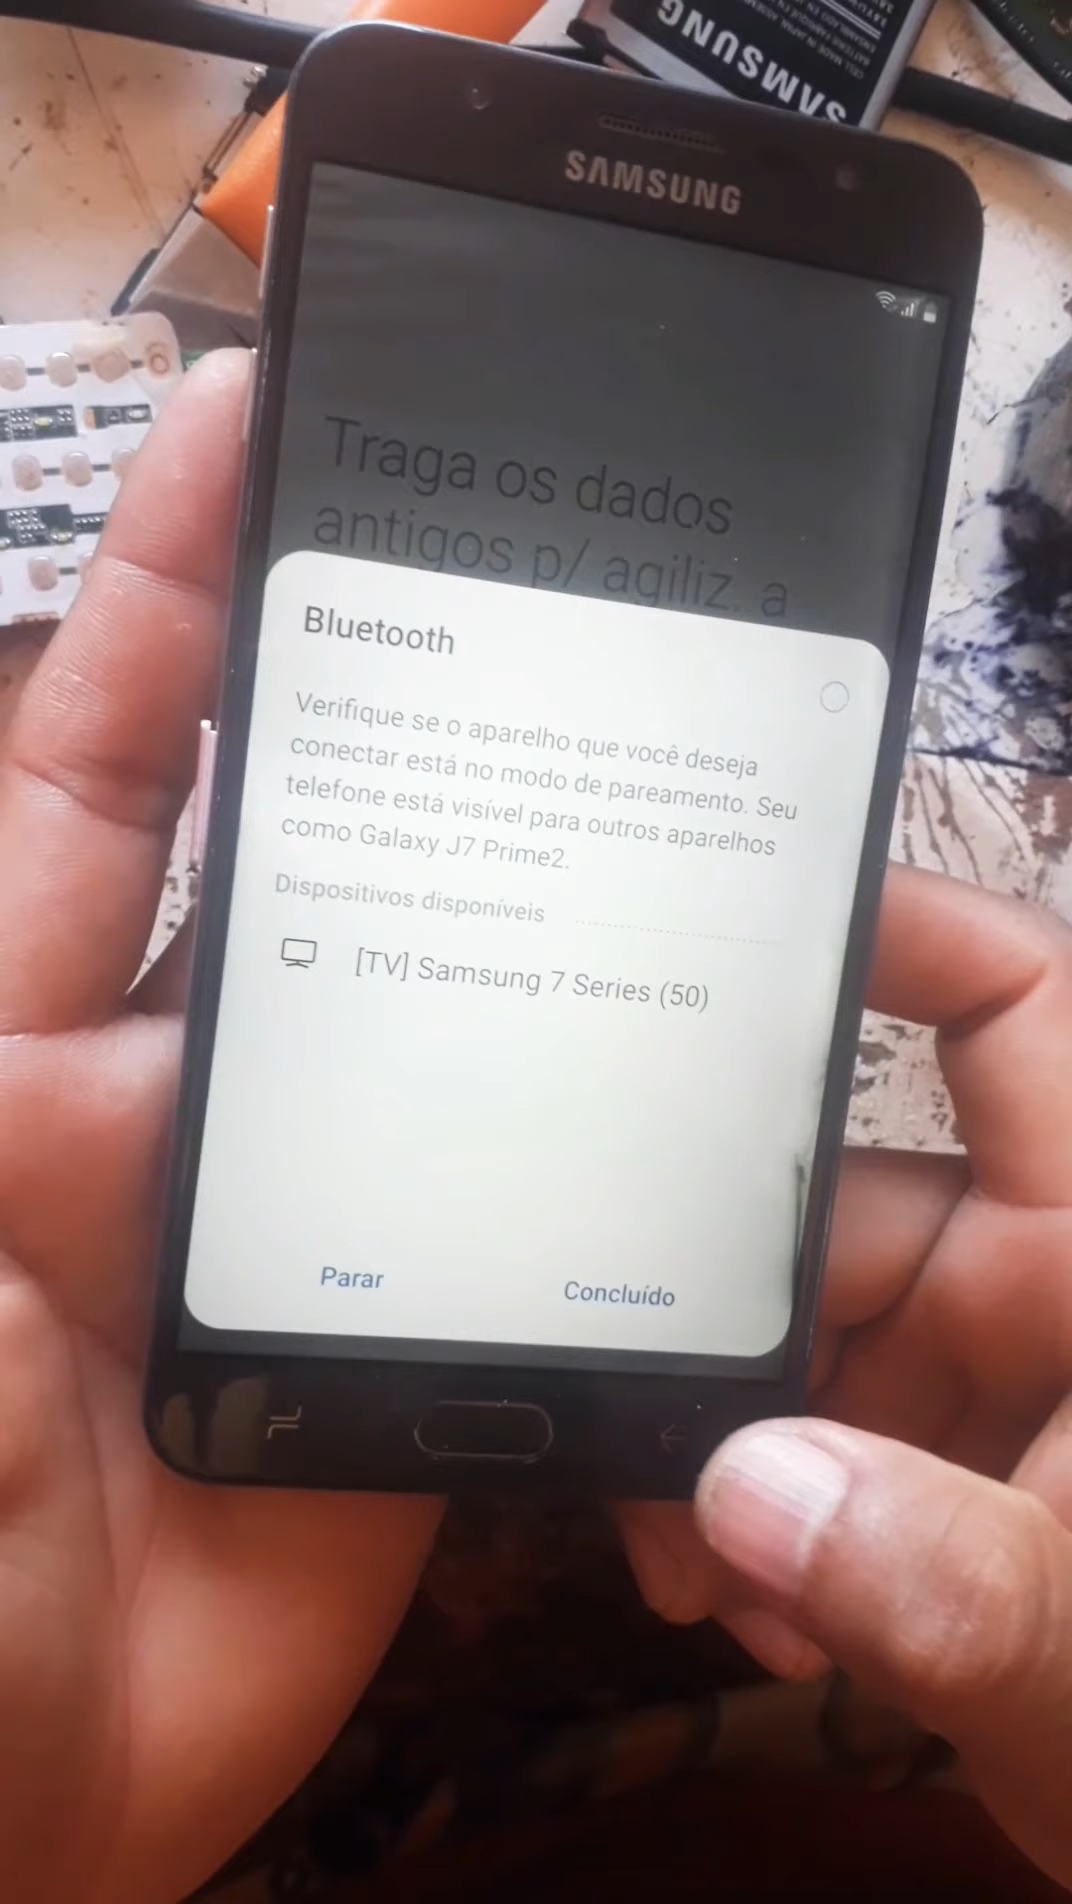 SAMSUNG
SAMSUNG
Traga os dados
antigos p/ agiliz. a
Bluetooth
Verifique se o aparelho que você deseja
conectar está no modo de pareamento. Seu
telefone está visível para outros aparelhos
como Galaxy J7 Prime2.
Dispositivos disponíveis
[TV] Samsung 7 Series (50)
Parar
Concluído